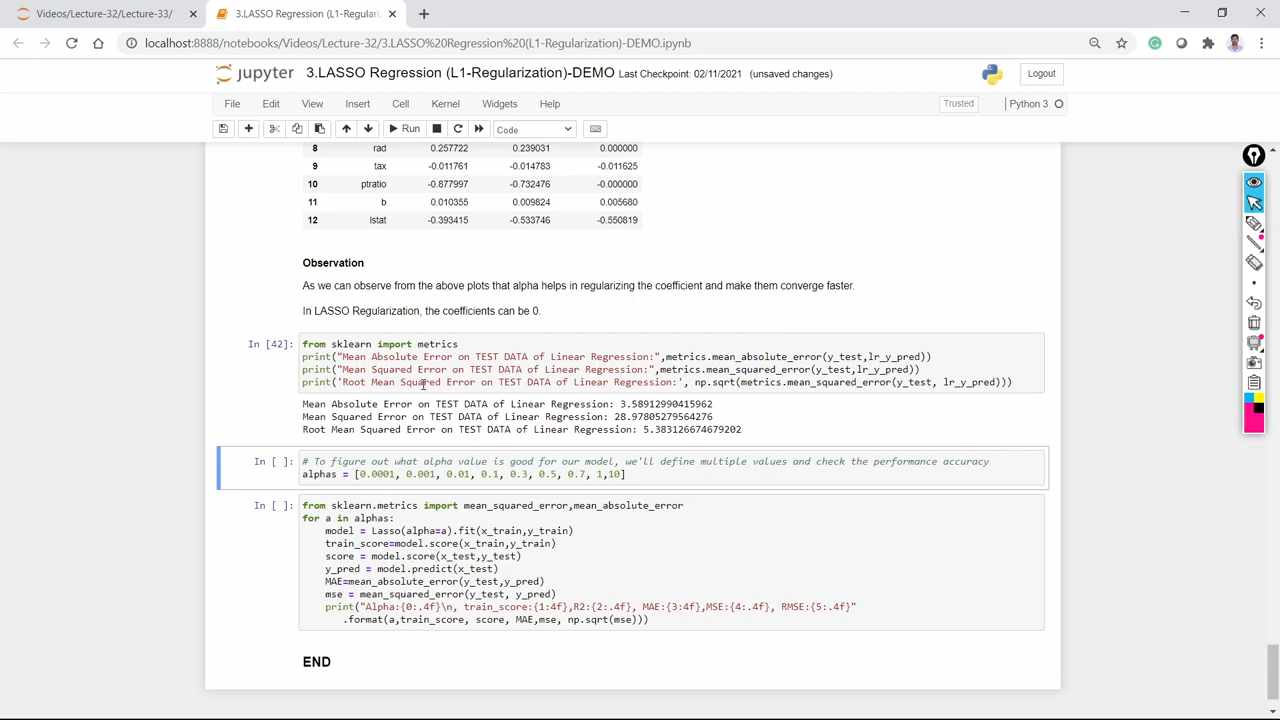 Videos/Lecture-32/Lecture-33/
3.LASSO Regression (L1-Regular
localhost:8888/notebooks/Videos/Lecture-32/3.LASSO%20Regression%20(L1-Regularization)-DEMO.ipynb
jupyter 3.LASSO Regression (L1-Regularization)-DEMO Last Checkpoint: 02/11/2021 (unsaved changes) Logout
File Edit View Insert Cell Kernel Widgets Help Trusted Python 3
Run Code
8 rad 0.257722 0.239031 0.000000
9 tax -0.011761 -0.014783 -0.011625
10 ptratio -0.877997 -0.732476 -0.000000
11 b 0.010355 0.009824 0.005680
12 lstat -0.393415 -0.533746 -0.550819
Observation
As we can observe from the above plots that alpha helps in regularizing the coefficient and make them converge faster.
In LASSO Regularization, the coefficients can be 0.
In [42]: from sklearn import metrics
print("Mean Absolute Error on TEST DATA of Linear Regression:",metrics.mean_absolute_error(y_test,lr_y_pred))
print("Mean Squared Error on TEST DATA of Linear Regression:",metrics.mean_squared_error(y_test,lr_y_pred))
print('Root Mean Squared Error on TEST DATA of Linear Regression:', np.sqrt(metrics.mean_squared_error(y_test, lr_y_pred)))
Mean Absolute Error on TEST DATA of Linear Regression: 3.58912990415962
Mean Squared Error on TEST DATA of Linear Regression: 28.97805279564276
Root Mean Squared Error on TEST DATA of Linear Regression: 5.383126674679202
In [ ]: # To figure out what alpha value is good for our model, we'll define multiple values and check the performance accuracy
alphas = [0.0001, 0.001, 0.01, 0.1, 0.3, 0.5, 0.7, 1,10]
In [ ]: from sklearn.metrics import mean_squared_error,mean_absolute_error
for a in alphas:
model = Lasso(alpha=a).fit(x_train,y_train)
train_score=model.score(x_train,y_train)
score = model.score(x_test,y_test)
y_pred = model.predict(x_test)
MAE=mean_absolute_error(y_test,y_pred)
mse = mean_squared_error(y_test, y_pred)
print("Alpha:{0:.4f}\n, train_score:{1:4f},R2:{2:.4f}, MAE:{3:4f},MSE:{4:.4f}, RMSE:{5:.4f}"
.format(a,train_score, score, MAE,mse, np.sqrt(mse)))
END